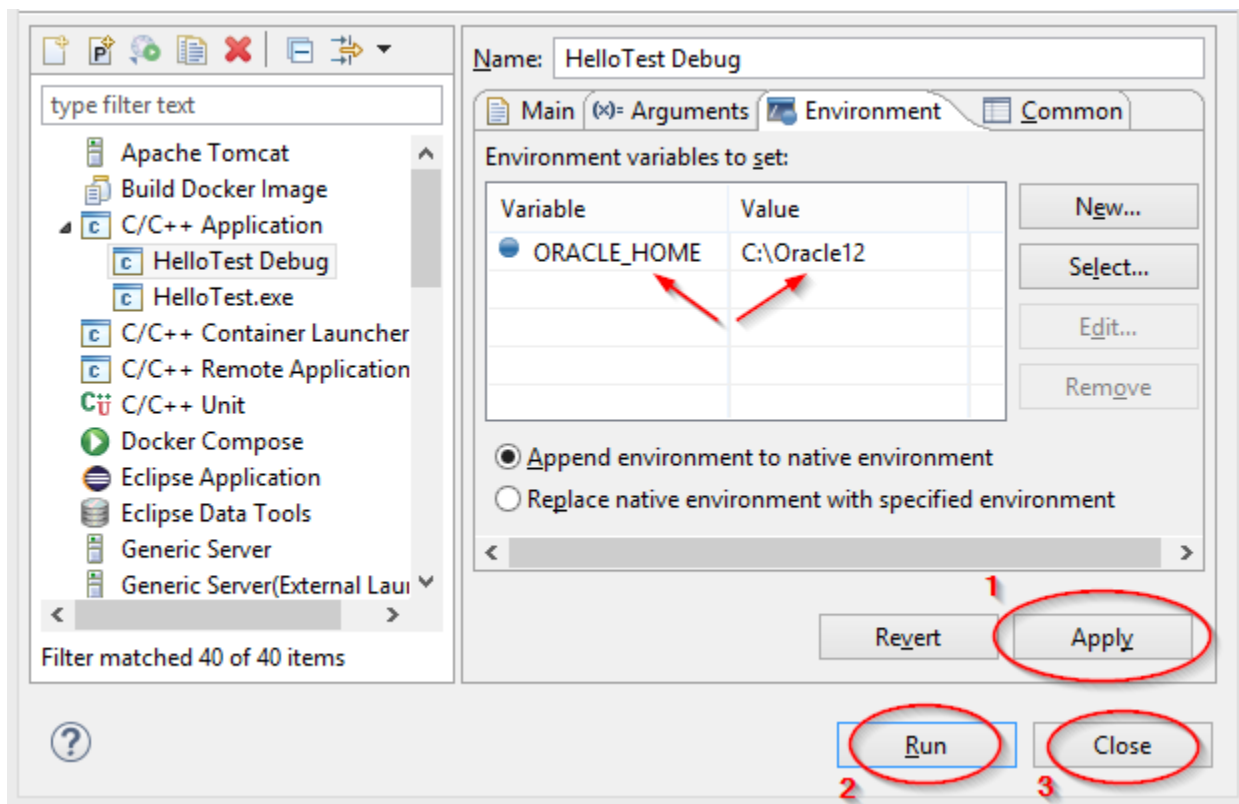 type filter text
Apache Tomcat
Build Docker Image
C/C++ Application
HelloTest Debug
HelloTest.exe
C/C++ Container Launcher
C/C++ Remote Application
C/C++ Unit
Docker Compose
Eclipse Application
Eclipse Data Tools
Generic Server
Generic Server(External Lau
Filter matched 40 of 40 items
Name: HelloTest Debug
Main (x)= Arguments Environment Common
Environment variables to set:
Variable Value
ORACLE_HOME C:\Oracle12
New...
Select...
Edit...
Remove
Append environment to native environment
Replace native environment with specified environment
1
Revert Apply
Run Close
2 3